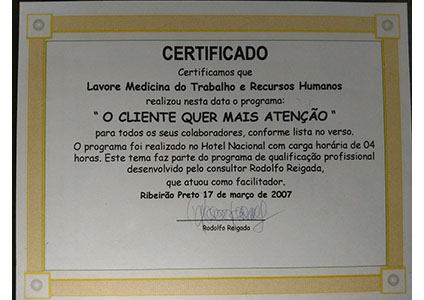 CERTIFICADO
Certificamos que
Lavore Medicina do Trabalho e Recursos Humanos
realizou nesta data o programa:
" O CLIENTE QUER MAIS ATENÇÃO "
para todos os seus colaboradores, conforme lista no verso.
O programa foi realizado no Hotel Nacional com carga horária de 04
horas. Este tema faz parte do programa de qualificação profissional
desenvolvido pelo consultor Rodolfo Reigada,
que atuou como facilitador.
Ribeirão Preto 17 de março de 2007
Rodolfo Reigada